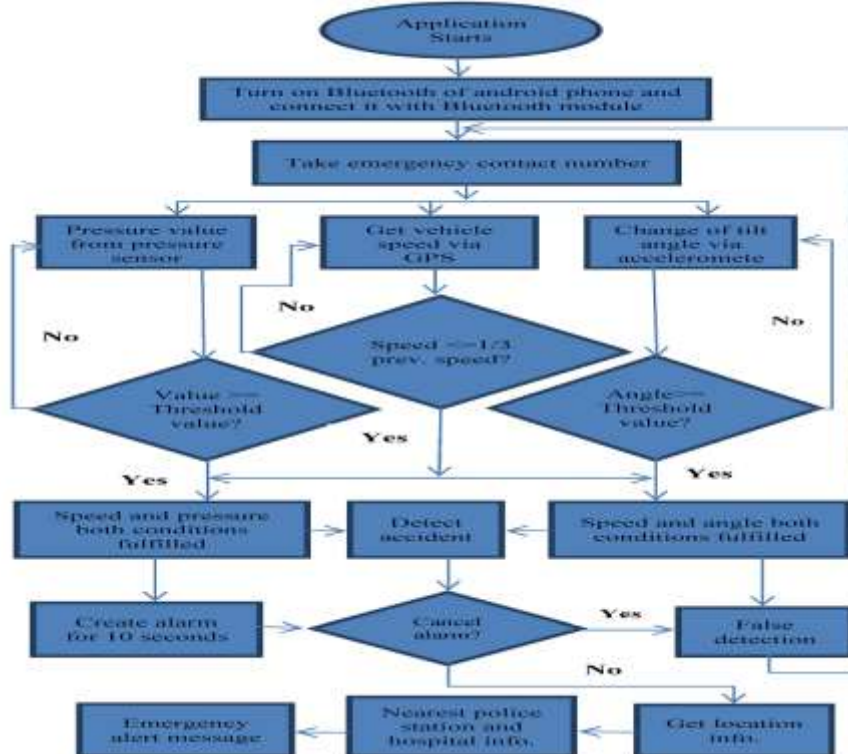 Application
Starts
Turn on Bluetooth of android phone and
connect it with Bluetooth module
Take emergency contact number
Pressure value
from pressure
sensor
Get vehicle
speed via
GPS
Change of tilt
angle via
acceleromete
No
No
No
Speed <=1/3
prev. speed?
Value >=
Threshold
value?
Angle>=
Threshold
value?
Yes
Yes
Yes
Speed and pressure
both conditions
fulfilled
Detect
accident
Speed and angle both
conditions fulfilled
Create alarm
for 10 seconds
Cancel
alarm?
Yes
False
detection
No
Emergency
alert message
Nearest police
station and
hospital info.
Get location
info.